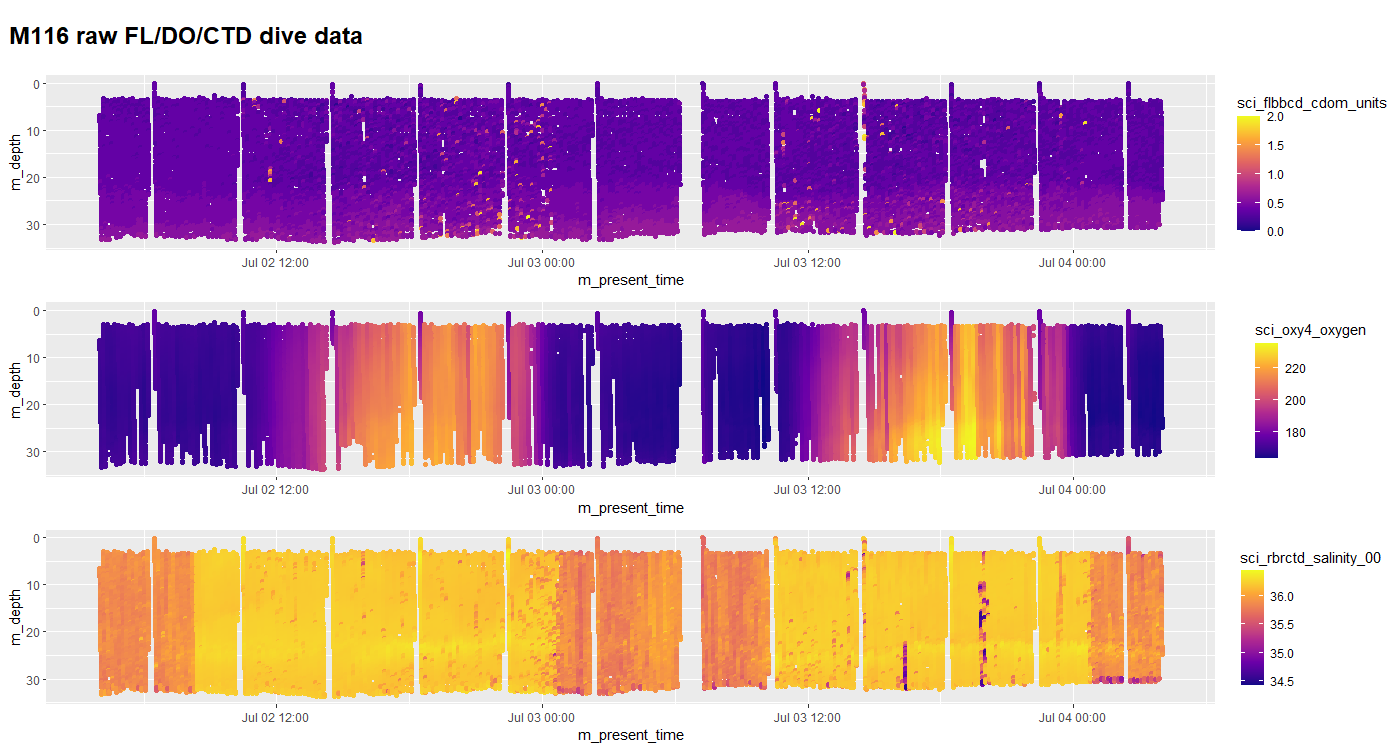 M116 raw FL/DO/CTD dive data
m_depth
0
10
20
30
Jul 02 12:00
Jul 03 00:00
Jul 03 12:00
Jul 04 00:00
m_present_time
sci_flbbcd_cdom_units
2.0
1.5
1.0
0.5
0.0
m_depth
0
10
20
30
Jul 02 12:00
Jul 03 00:00
Jul 03 12:00
Jul 04 00:00
m_present_time
sci_oxy4_oxygen
220
200
180
m_depth
0
10
20
30
Jul 02 12:00
Jul 03 00:00
Jul 03 12:00
Jul 04 00:00
m_present_time
sci_rbrctd_salinity_00
36.0
35.5
35.0
34.5